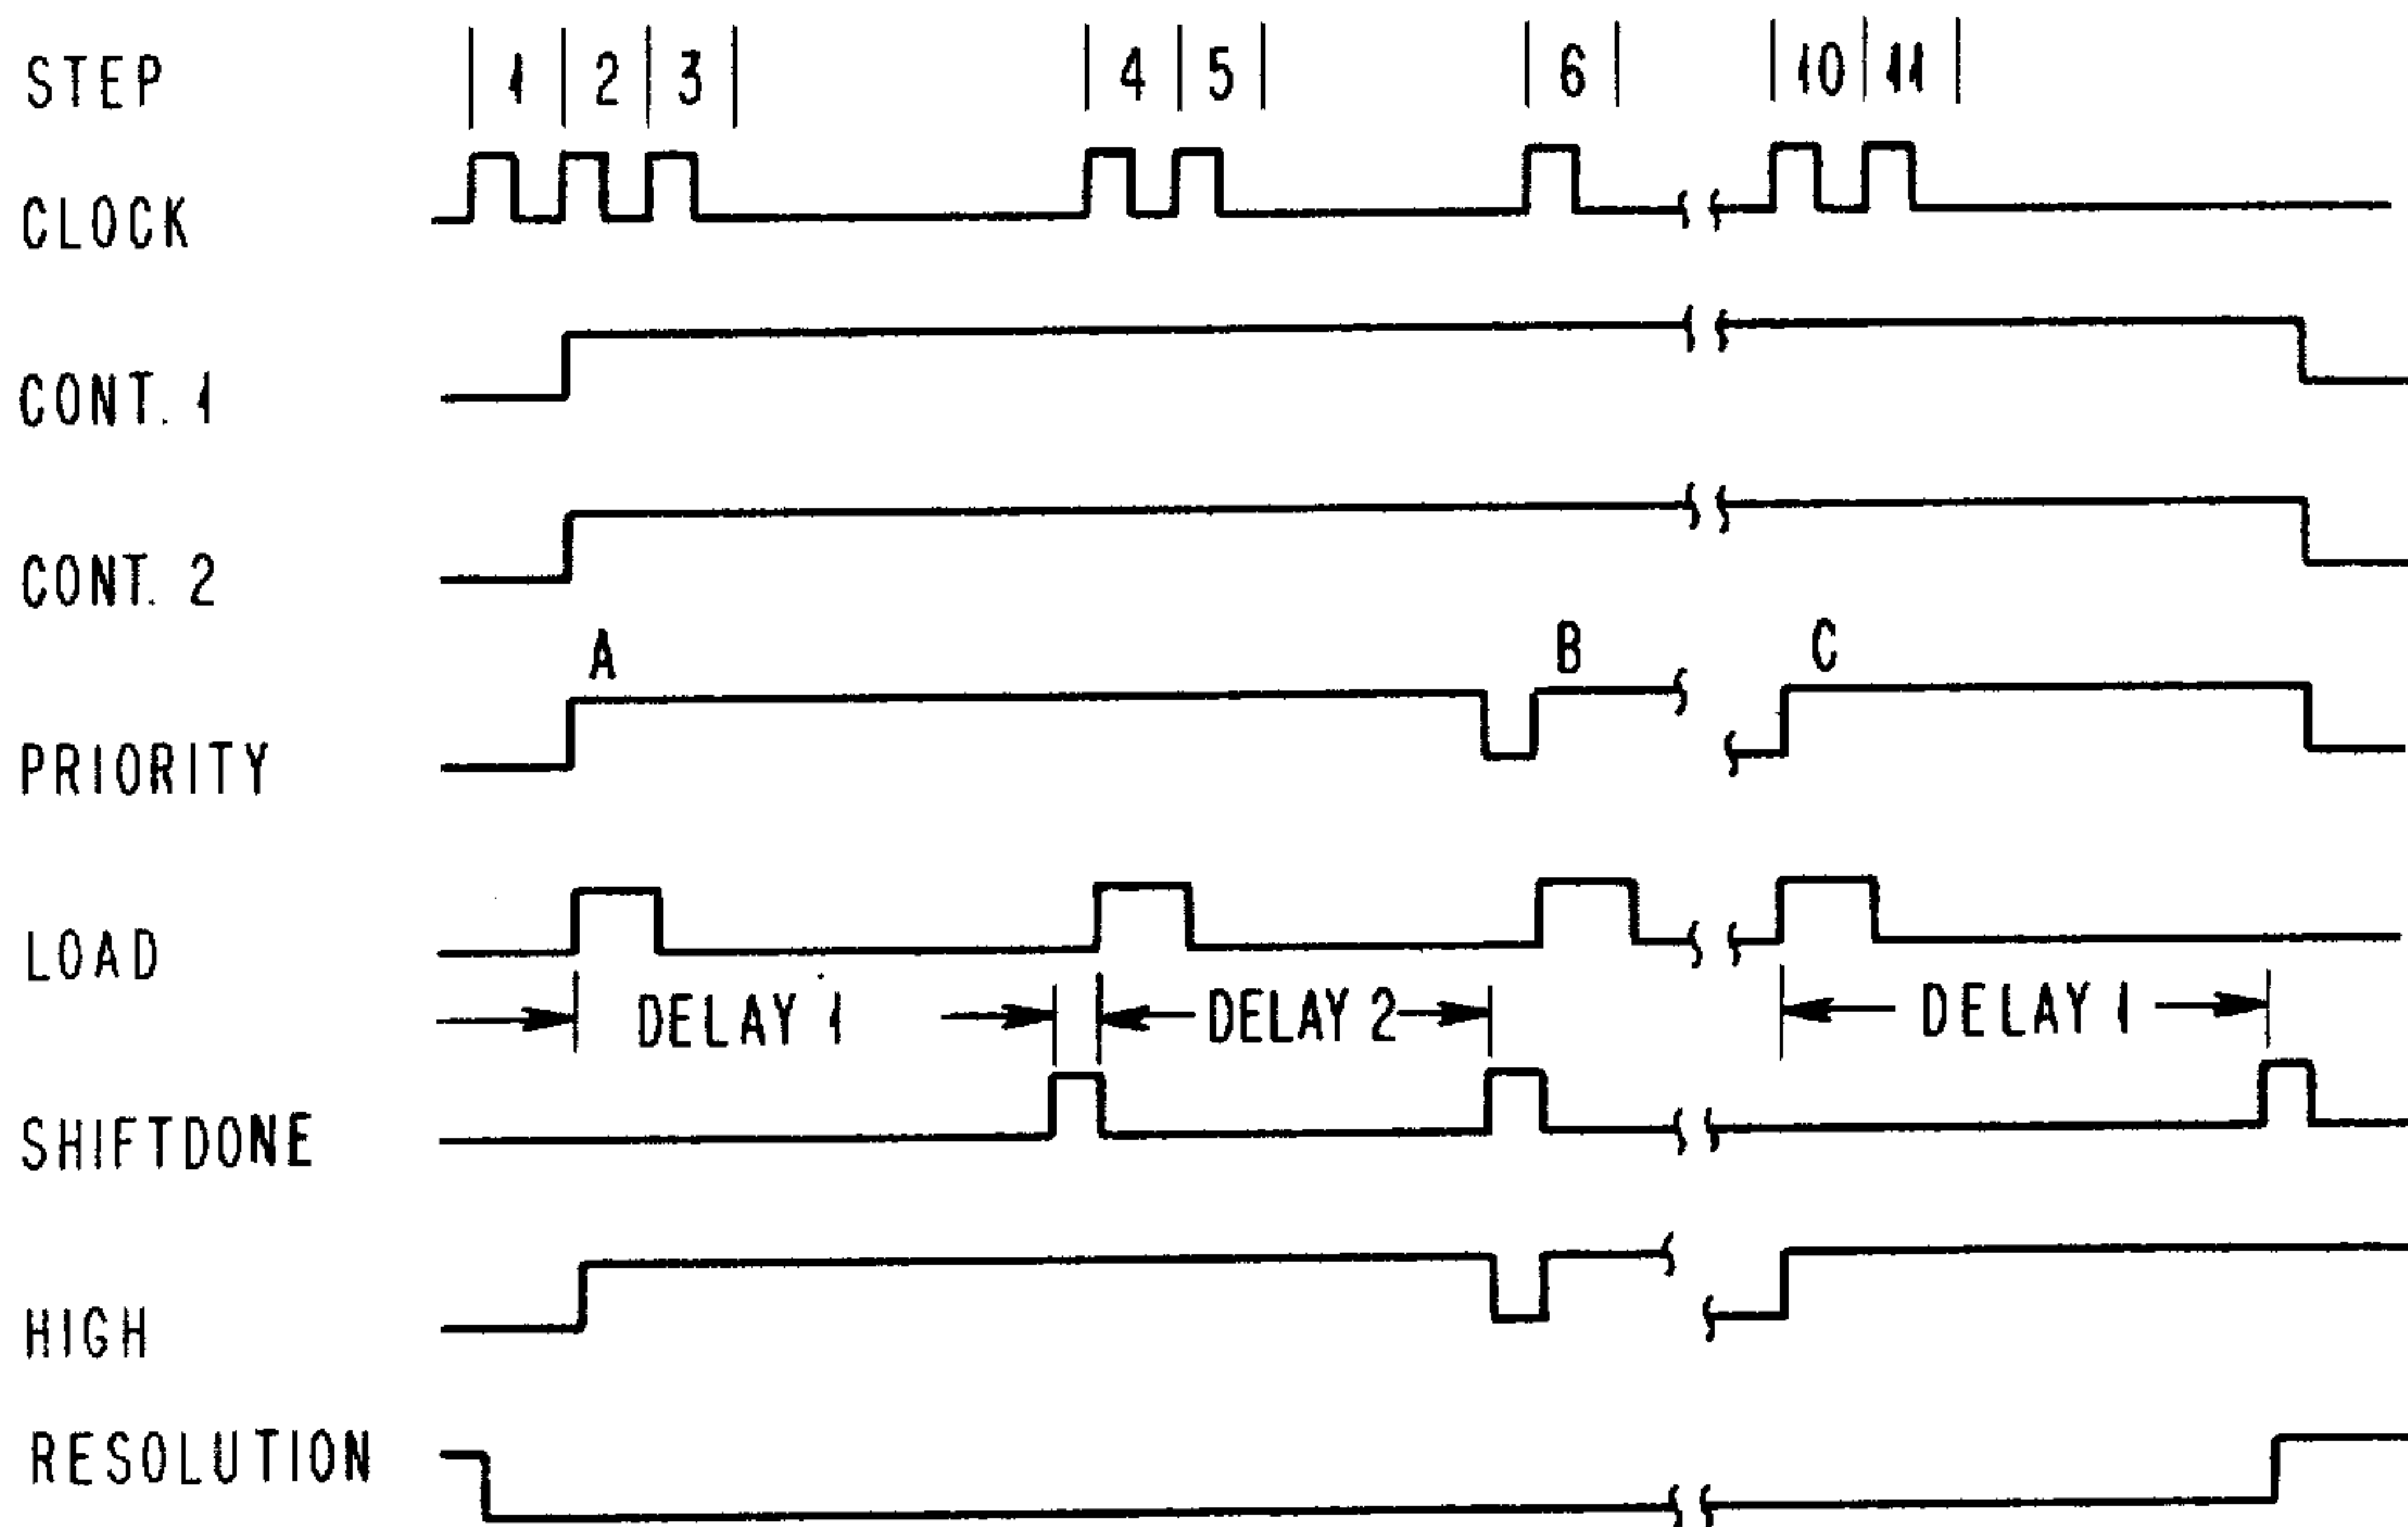 STEP 1 2 3 4 5 6 10 11
CLOCK
CONT. 1
CONT. 2
A B C
PRIORITY
LOAD
DELAY 1 DELAY 2 DELAY 1
SHIFTDONE
HIGH
RESOLUTION